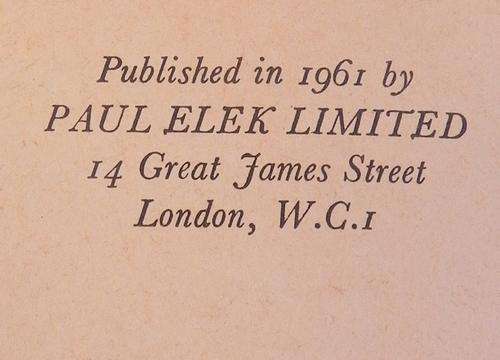 Published in 1961 by
PAUL ELEK LIMITED
14 Great James Street
London, W.C.1